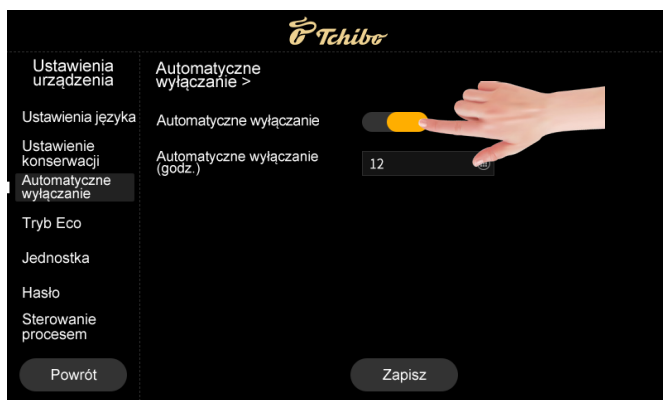 Tchibo
Ustawienia
urządzenia
Ustawienia języka
Ustawienie
konserwacji
Automatyczne
wyłączanie
Tryb Eco
Jednostka
Hasło
Sterowanie
procesem
Powrót
Automatyczne
wyłączanie >
Automatyczne wyłączanie
Automatyczne wyłączanie
(godz.)
12
Zapisz